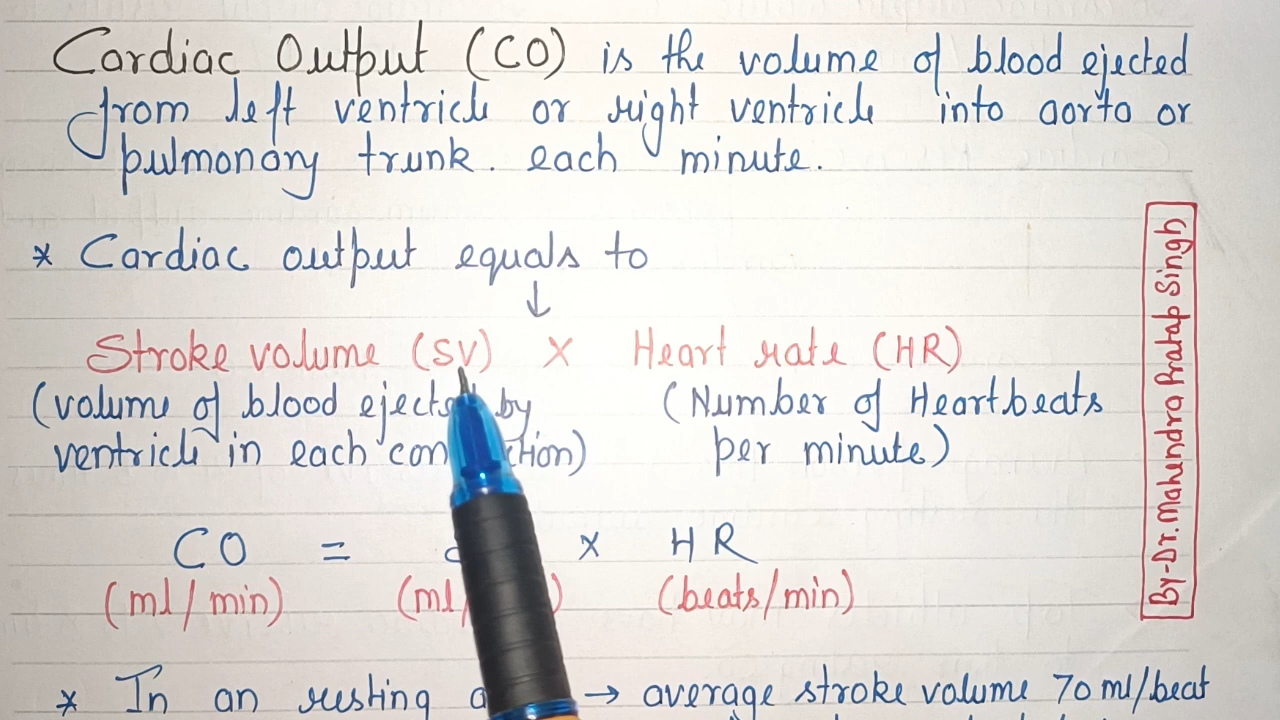 Cardiac Output (CO) is the volume of blood ejected
from left ventricle or right ventricle into aorta or
pulmonary trunk. each minute.
* Cardiac output equals to
↓
Stroke volume (SV) × Heart rate (HR)
(volume of blood by (Number of Heartbeats
ventricle in each per minute)
CO = × HR
(ml/min) (ml/ ) (beats/min)
* In an resting → average stroke volume 70 ml/beat
By-Dr. Mahendra Pratap Singh